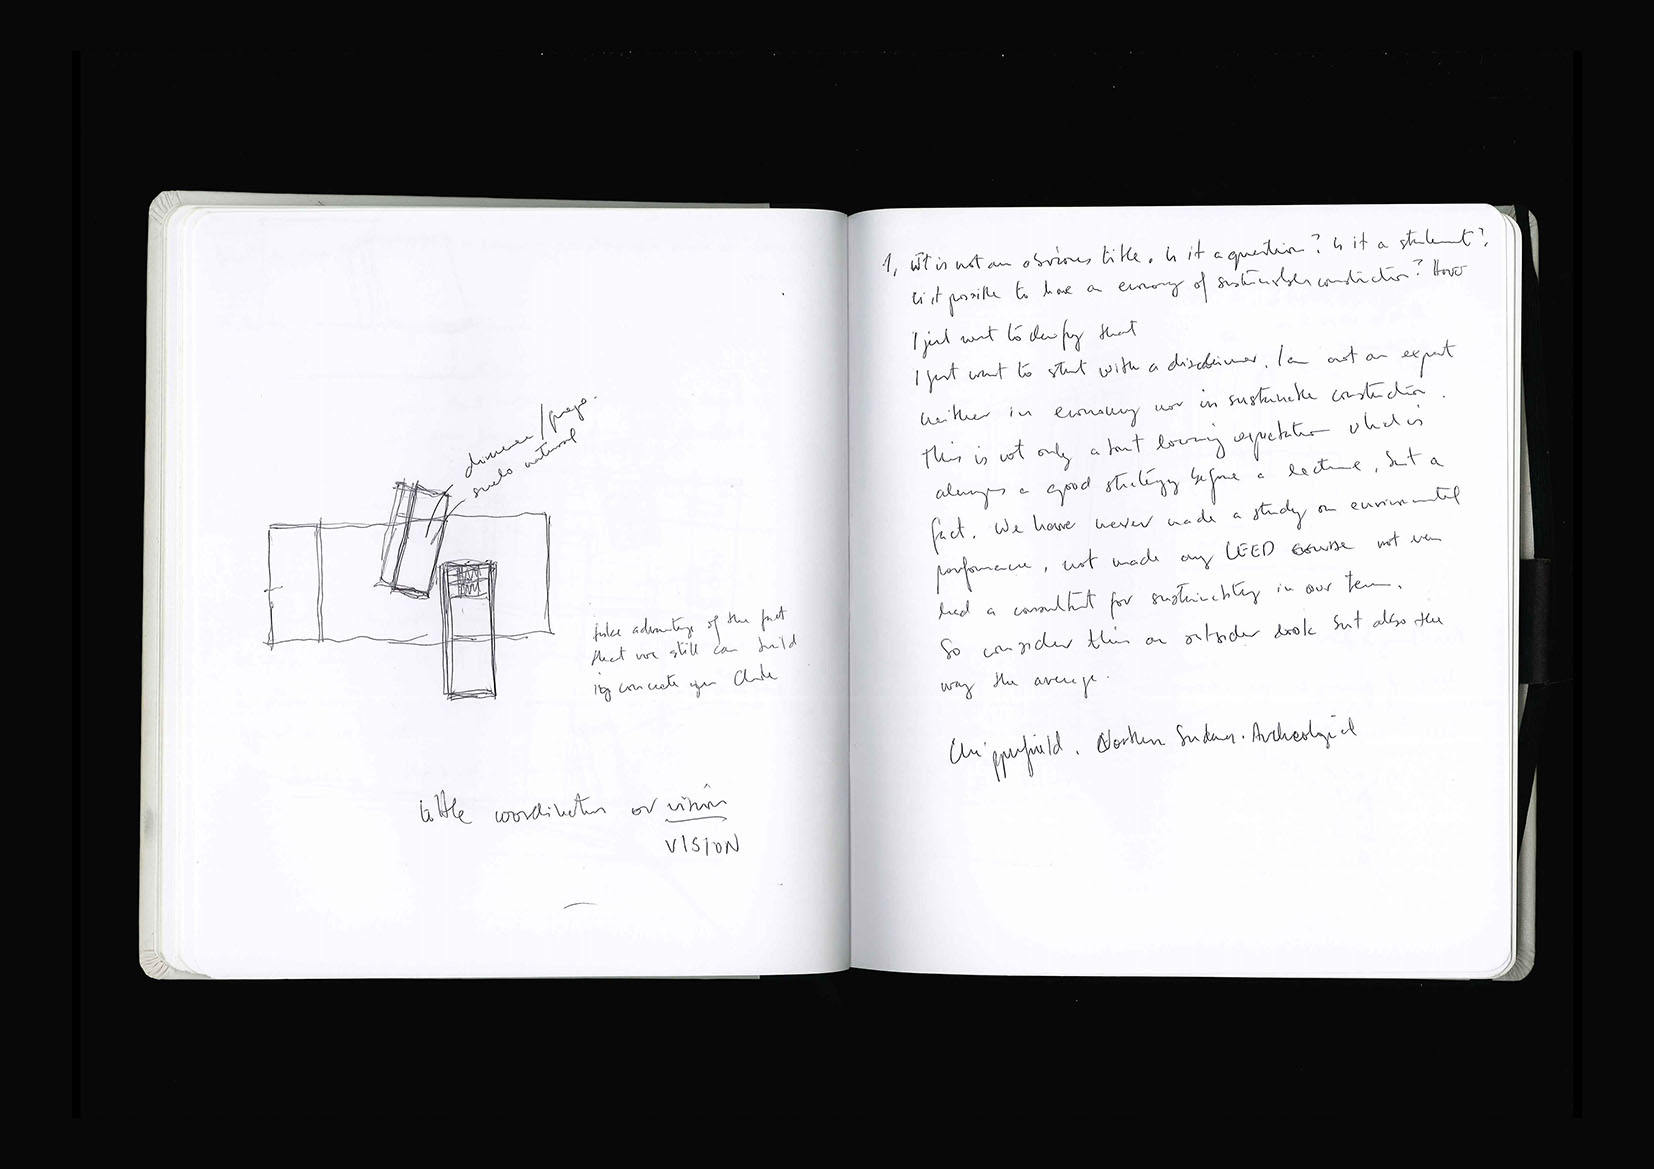 suelo natural
take advantage of the fact
that we still can build
in concrete
little coordination or vision
VISION
1, it is not an obvious title. Is it a question? Is it a statement?
Is it possible to have an economy of sustainable construction?
I just want to clarify that
I just want to start with a disclaimer. I am not an expert
neither in economy nor in sustainable construction.
This is not only about lowering expectation which is
always a good strategy before a lecture, but a
fact. We have never made a study on environmental
performance, not made any LEED course not even
had a consultant for sustainability in our team.
So consider this an outsider look but also the
way the average.
Chipperfield. Northern Sudan. Archeological